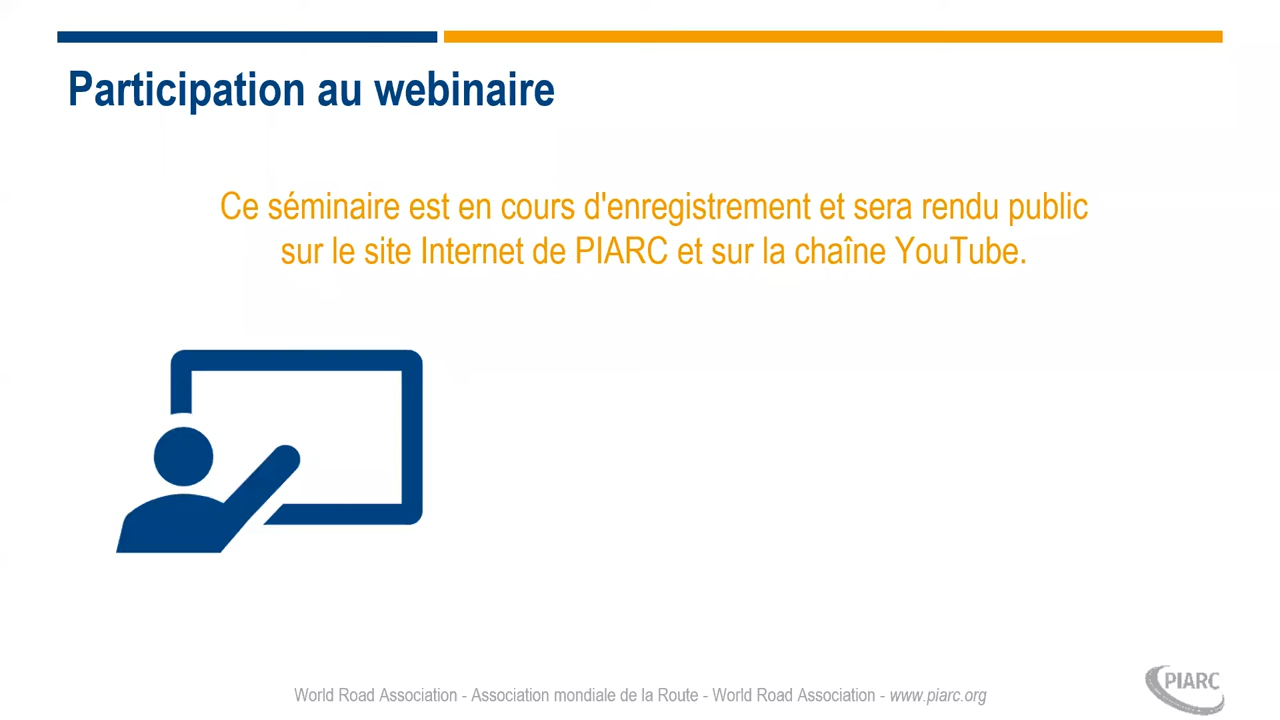 Participation au webinaire
Ce séminaire est en cours d'enregistrement et sera rendu public
sur le site Internet de PIARC et sur la chaîne YouTube.
World Road Association - Association mondiale de la Route - World Road Association - www.piarc.org
PIARC